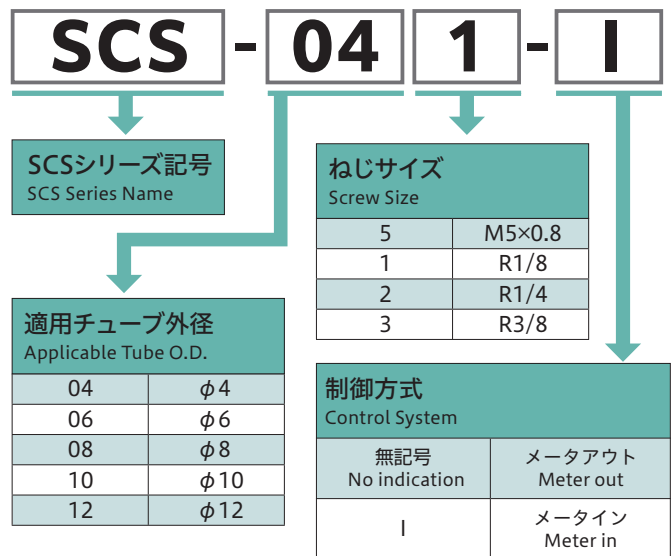 SCS - 04 1 - I
SCSシリーズ記号
SCS Series Name
ねじサイズ
Screw Size
5 M5×0.8
1 R1/8
2 R1/4
3 R3/8
適用チューブ外径
Applicable Tube O.D.
04 φ4
06 φ6
08 φ8
10 φ10
12 φ12
制御方式
Control System
無記号 メータアウト
No indication Meter out
I メータイン
Meter in